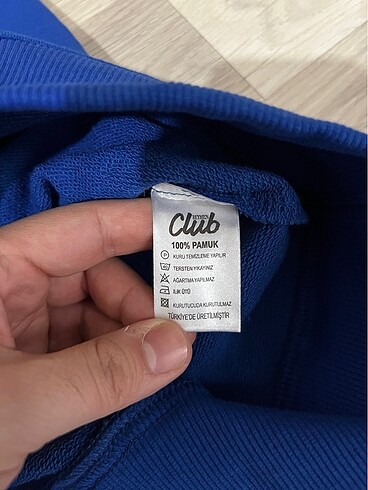 BEYMEN
Club
100% PAMUK
P KURU TEMİZLEME YAPILIR
TERSTEN YIKAYINIZ
AĞARTMA YAPILMAZ
ILIK ÜTÜ
KURUTUCUDA KURUTULMAZ
TÜRKİYE'DE ÜRETİLMİŞTİR